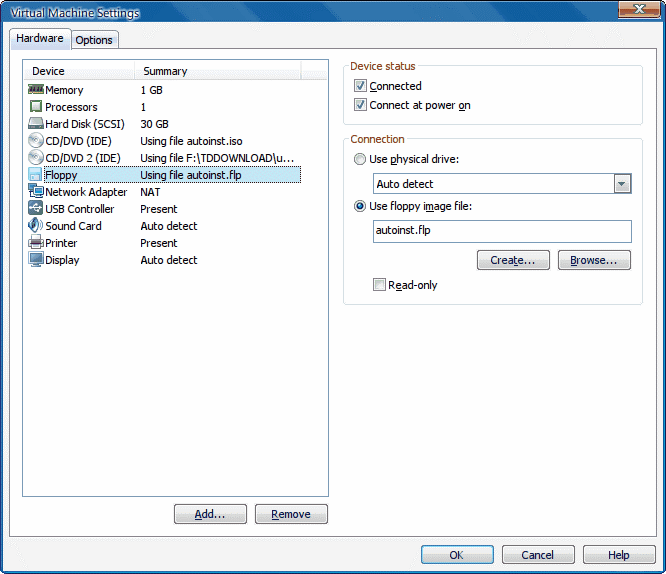 Virtual Machine Settings
Hardware
Options
Device Summary
Memory 1 GB
Processors 1
Hard Disk (SCSI) 30 GB
CD/DVD (IDE) Using file autoinst.iso
CD/DVD 2 (IDE) Using file F:\TDDOWNLOAD\u...
Floppy Using file autoinst.flp
Network Adapter NAT
USB Controller Present
Sound Card Auto detect
Printer Present
Display Auto detect
Add...
Remove
Device status
Connected
Connect at power on
Connection
Use physical drive:
Auto detect
Use floppy image file:
autoinst.flp
Create...
Browse...
Read-only
OK
Cancel
Help